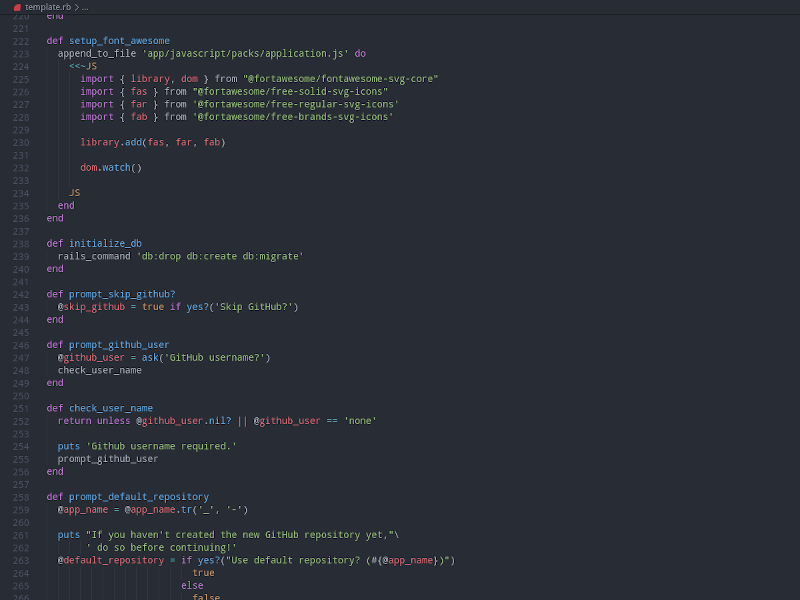 template.rb > ...
220 end
221
222 def setup_font_awesome
223 append_to_file 'app/javascript/packs/application.js' do
224 <<~JS
225 import { library, dom } from "@fortawesome/fontawesome-svg-core"
226 import { fas } from "@fortawesome/free-solid-svg-icons"
227 import { far } from '@fortawesome/free-regular-svg-icons'
228 import { fab } from '@fortawesome/free-brands-svg-icons'
229
230 library.add(fas, far, fab)
231
232 dom.watch()
233
234 JS
235 end
236 end
237
238 def initialize_db
239 rails_command 'db:drop db:create db:migrate'
240 end
241
242 def prompt_skip_github?
243 @skip_github = true if yes?('Skip GitHub?')
244 end
245
246 def prompt_github_user
247 @github_user = ask('GitHub username?')
248 check_user_name
249 end
250
251 def check_user_name
252 return unless @github_user.nil? || @github_user == 'none'
253
254 puts 'Github username required.'
255 prompt_github_user
256 end
257
258 def prompt_default_repository
259 @app_name = @app_name.tr('_', '-')
260
261 puts "If you haven't created the new GitHub repository yet,"\
262 ' do so before continuing!'
263 @default_repository = if yes?("Use default repository? (#{@app_name})")
264 true
265 else
266 false